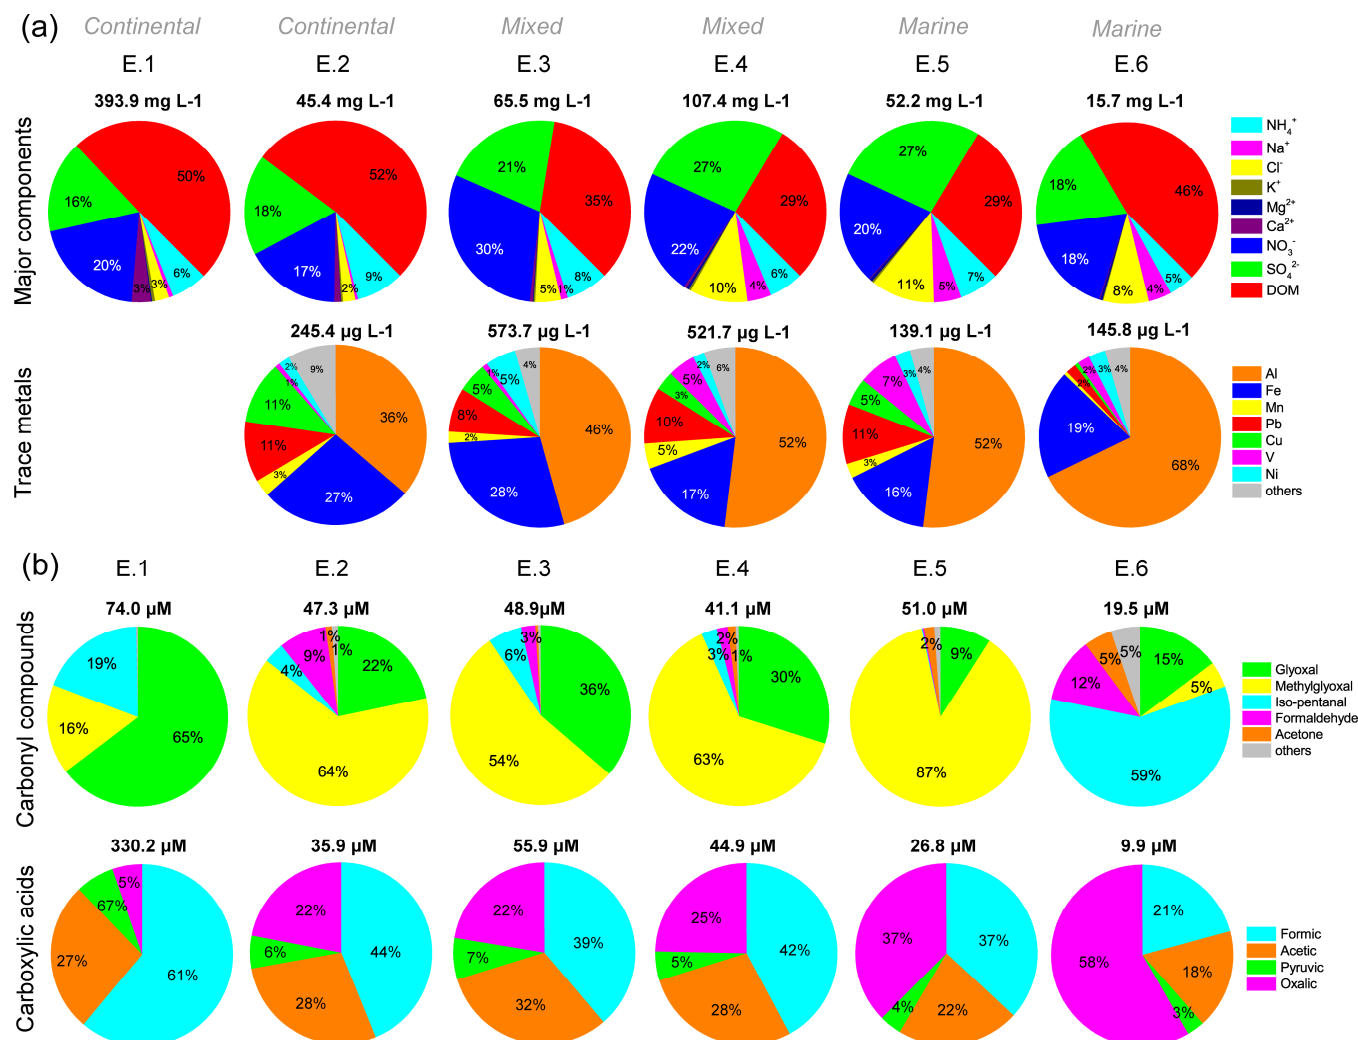 (a)
Continental Continental Mixed Mixed Marine Marine
E.1 E.2 E.3 E.4 E.5 E.6
393.9 mg L-1 45.4 mg L-1 65.5 mg L-1 107.4 mg L-1 52.2 mg L-1 15.7 mg L-1
Major components
50% 16% 20% 3% 3% 6%
52% 18% 17% 2% 9%
21% 35% 30% 5% 1% 8%
27% 29% 22% 10% 4% 6%
27% 29% 20% 11% 5% 7%
18% 46% 18% 8% 4% 5%
NH₄⁺
Na⁺
Cl⁻
K⁺
Mg²⁺
Ca²⁺
NO₃⁻
SO₄²⁻
DOM
245.4 µg L-1 573.7 µg L-1 521.7 µg L-1 139.1 µg L-1 145.8 µg L-1
Trace metals
2% 9% 1% 11% 36% 11% 3% 27%
4% 1% 5% 5% 8% 46% 2% 28%
2% 6% 5% 3% 10% 52% 5% 17%
3% 4% 7% 5% 11% 52% 3% 16%
2% 3% 4% 2% 19% 68%
Al
Fe
Mn
Pb
Cu
V
Ni
others
(b)
E.1 E.2 E.3 E.4 E.5 E.6
74.0 µM 47.3 µM 48.9µM 41.1 µM 51.0 µM 19.5 µM
Carbonyl compounds
19% 16% 65%
1% 1% 9% 4% 22% 64%
3% 6% 36% 54%
2% 3% 1% 30% 63%
2% 9% 87%
5% 5% 15% 12% 5% 59%
Glyoxal
Methylglyoxal
Iso-pentanal
Formaldehyde
Acetone
others
330.2 µM 35.9 µM 55.9 µM 44.9 µM 26.8 µM 9.9 µM
Carboxylic acids
5% 67% 27% 61%
22% 6% 44% 28%
22% 7% 39% 32%
25% 5% 42% 28%
37% 37% 4% 22%
21% 58% 18% 3%
Formic
Acetic
Pyruvic
Oxalic